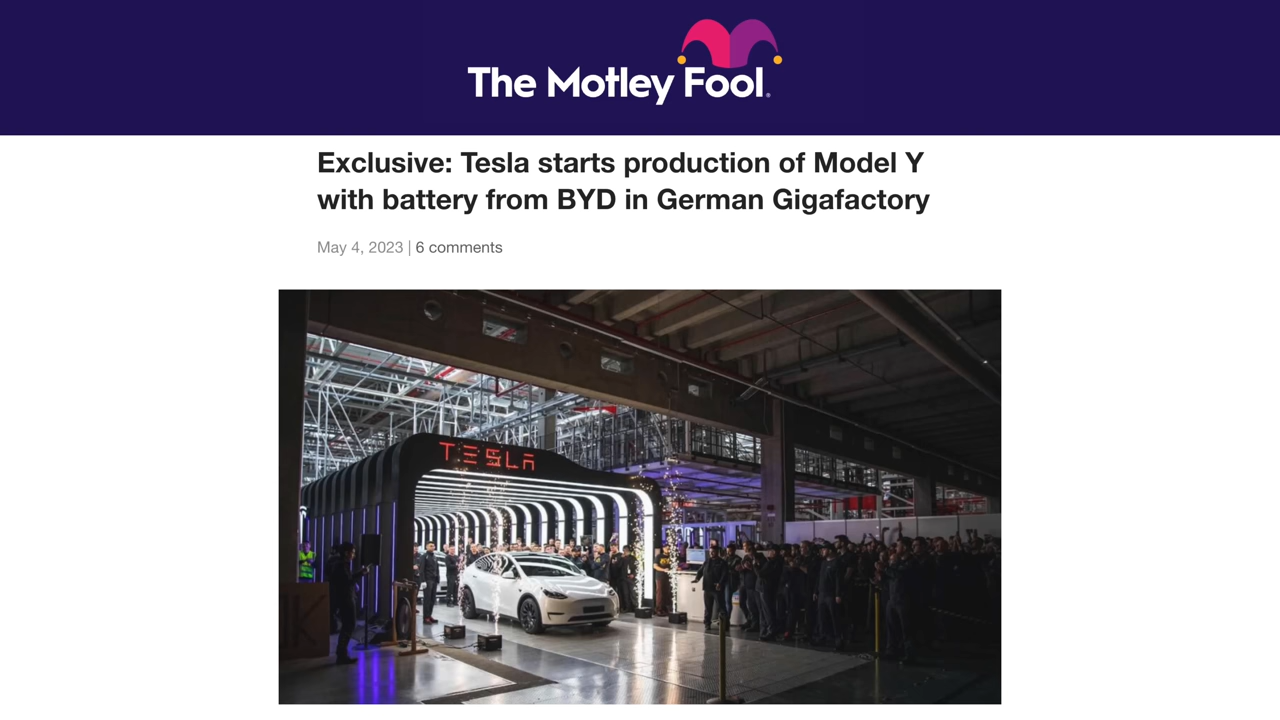 The Motley Fool.
Exclusive: Tesla starts production of Model Y
with battery from BYD in German Gigafactory
May 4, 2023 | 6 comments
TESLA